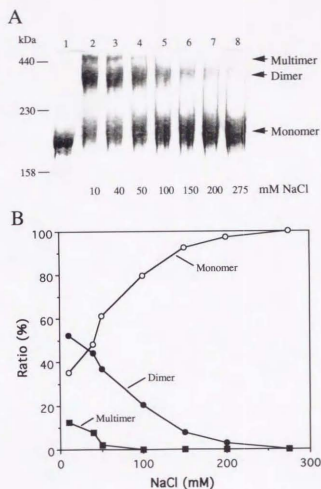 A
kDa 1 2 3 4 5 6 7 8
440 Multimer
Dimer
230
Monomer
158
10 40 50 100 150 200 275 mM NaCl
B
100
80
60
40
20
0
Monomer
Dimer
Multimer
Ratio (%)
0 100 200 300
NaCl (mM)